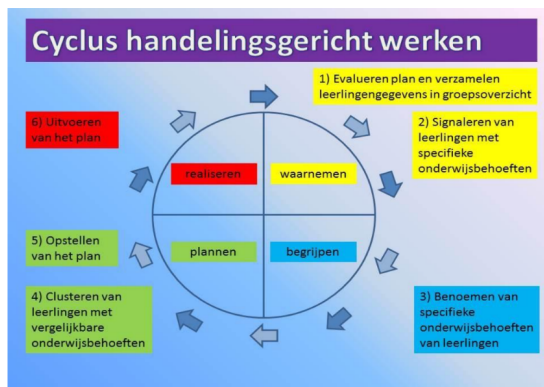 Cyclus handelingsgericht werken
1) Evalueren plan en verzamelen
leerlingengegevens in groepsoverzicht
2) Signaleren van
leerlingen met
specifieke
onderwijsbehoeften
3) Benoemen van
specifieke
onderwijsbehoeften
van leerlingen
4) Clusteren van
leerlingen met
vergelijkbare
onderwijsbehoeften
5) Opstellen
van het plan
6) Uitvoeren
van het plan
realiseren
waarnemen
plannen
begrijpen